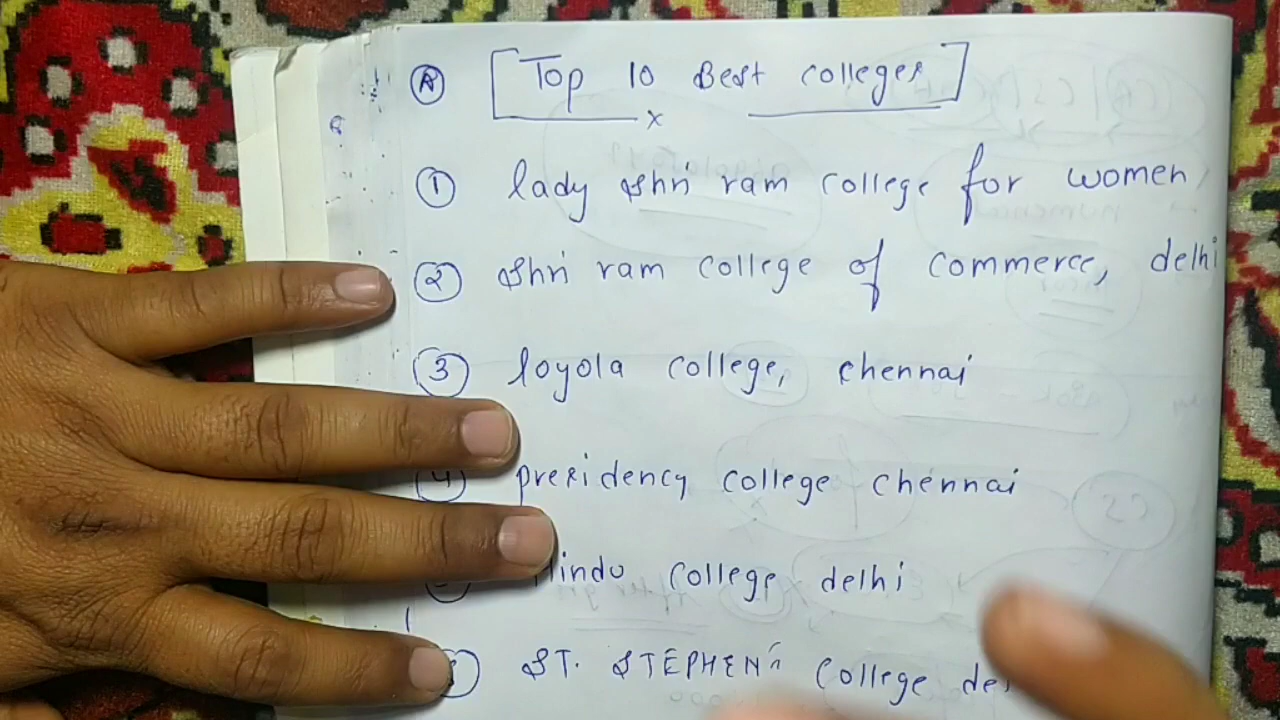 A [Top 10 Best colleges]
x
1 lady shri ram college for women,
2 shri ram college of commerce, delhi
3 loyola college, chennai
4 presidency college chennai
college delhi
ST. STEPHEN'S college